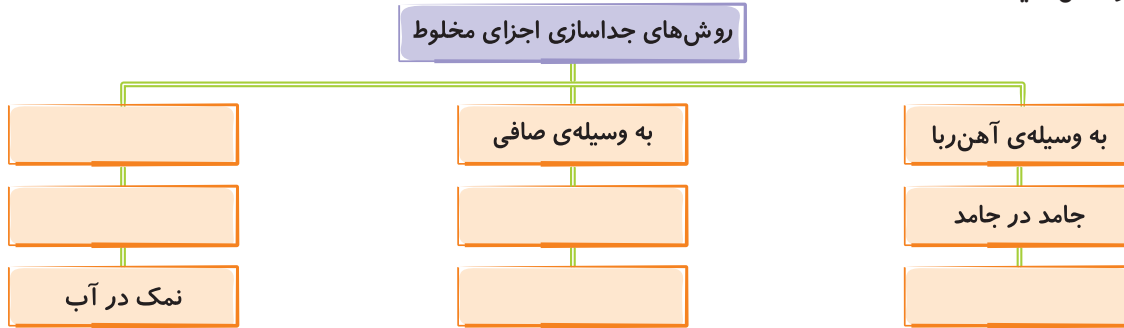 روش‌های جداسازی اجزای مخلوط
به وسیله‌ی آهن‌ربا
به وسیله‌ی صافی
جامد در جامد
نمک در آب